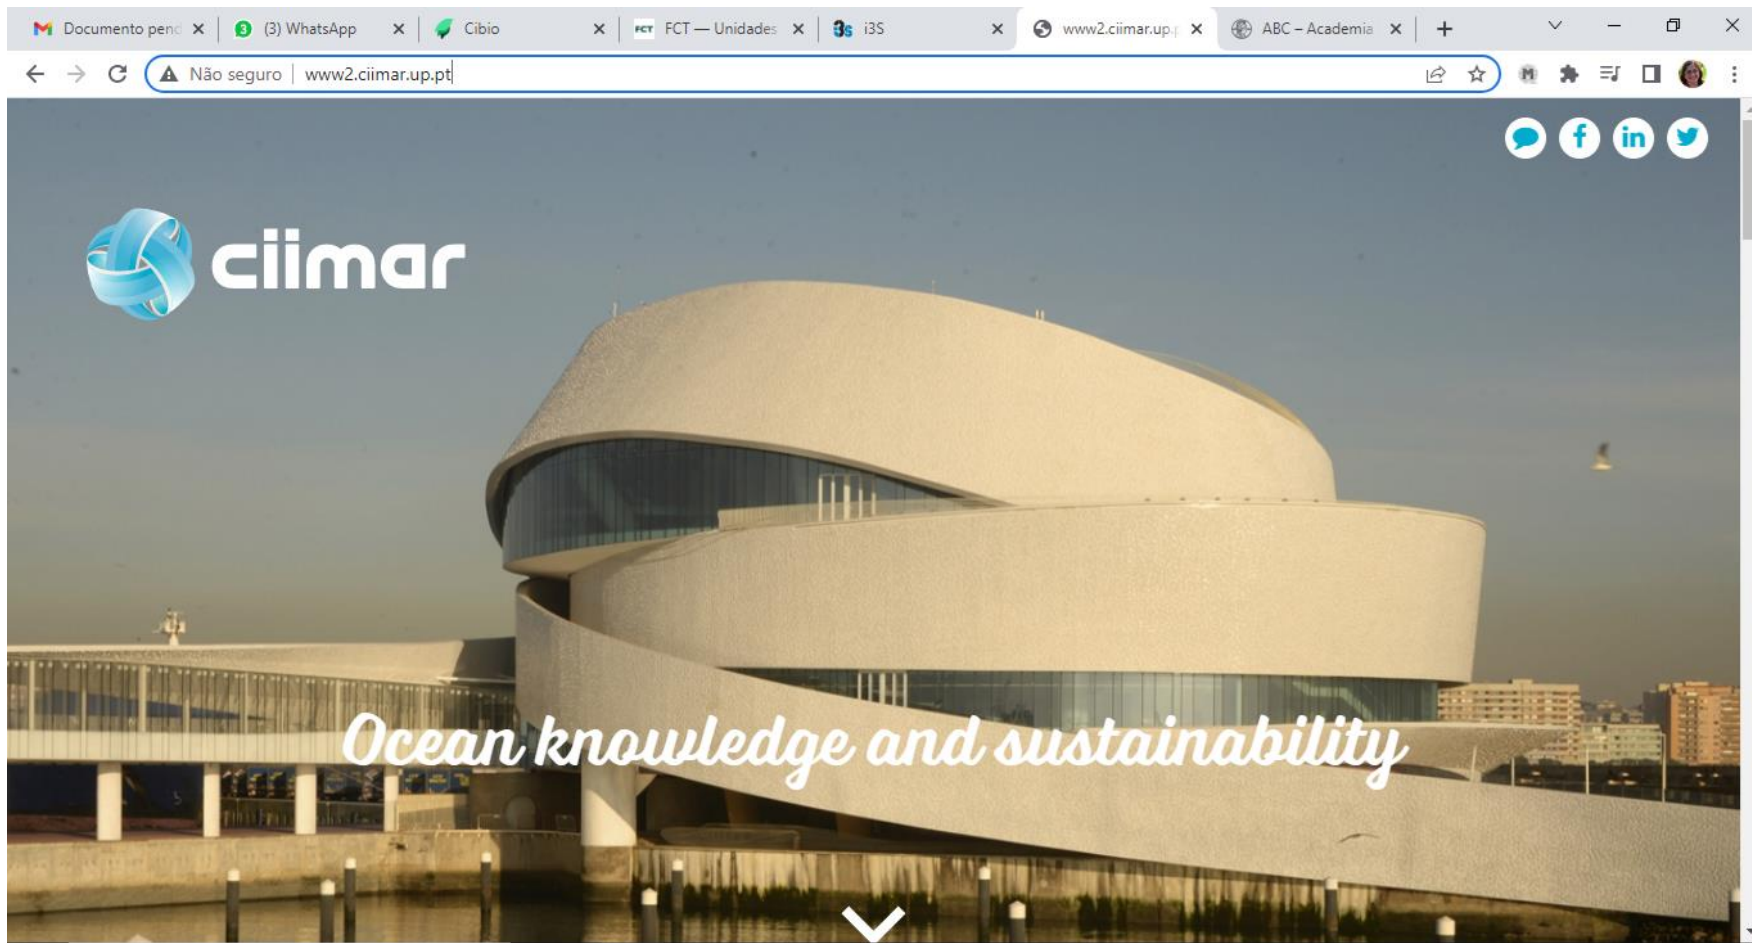 Documento pend
(3) WhatsApp
Cibio
FCT — Unidades
i3S
www2.ciimar.up.p
ABC – Academia
Não seguro | www2.ciimar.up.pt
ciimar
Ocean knowledge and sustainability